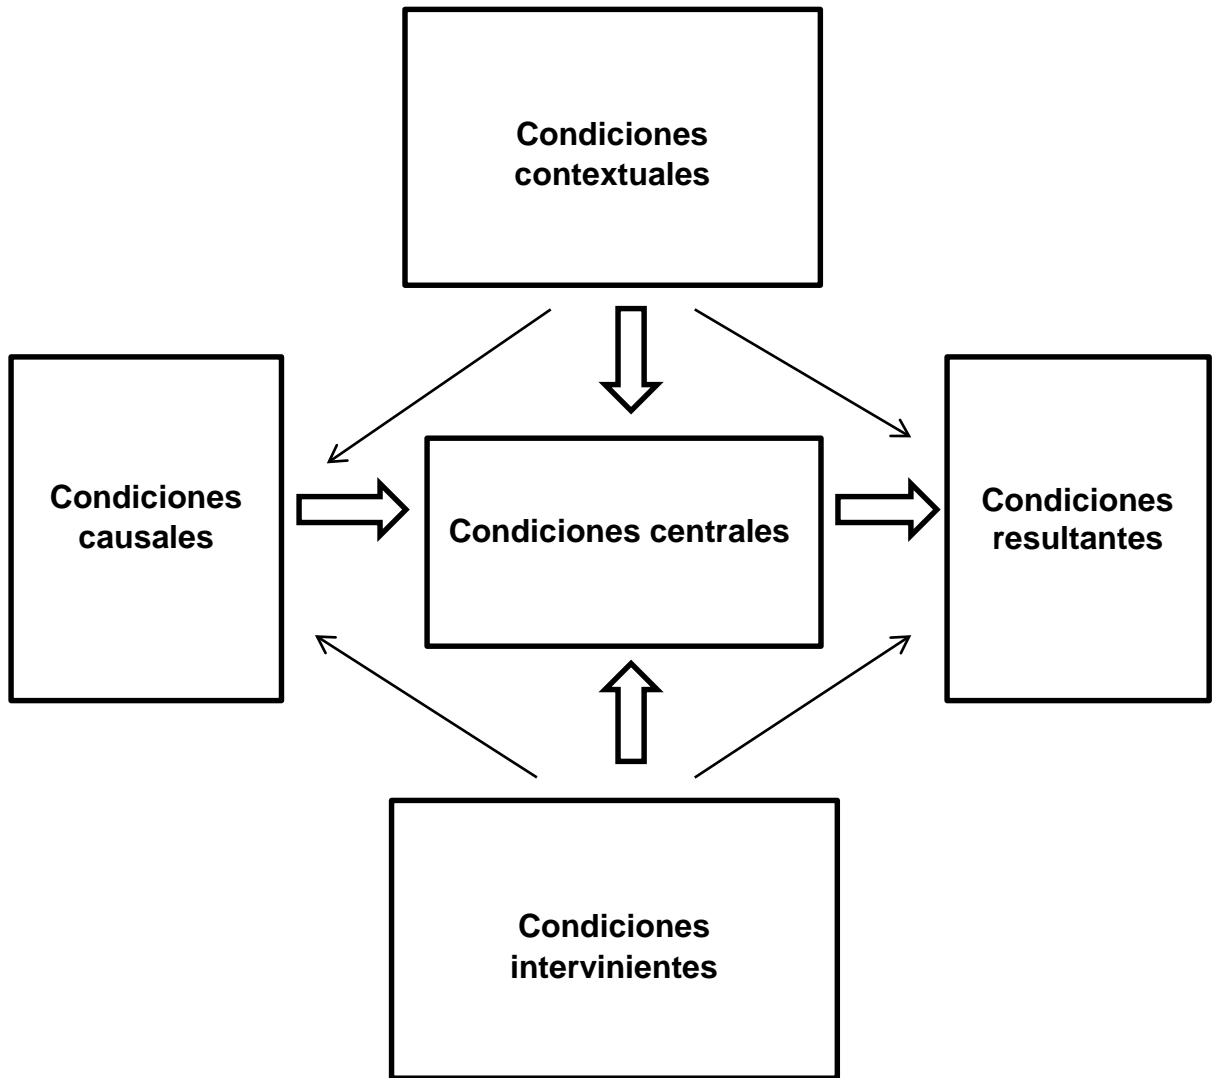 Condiciones
contextuales
Condiciones
causales
Condiciones centrales
Condiciones
resultantes
Condiciones
intervinientes